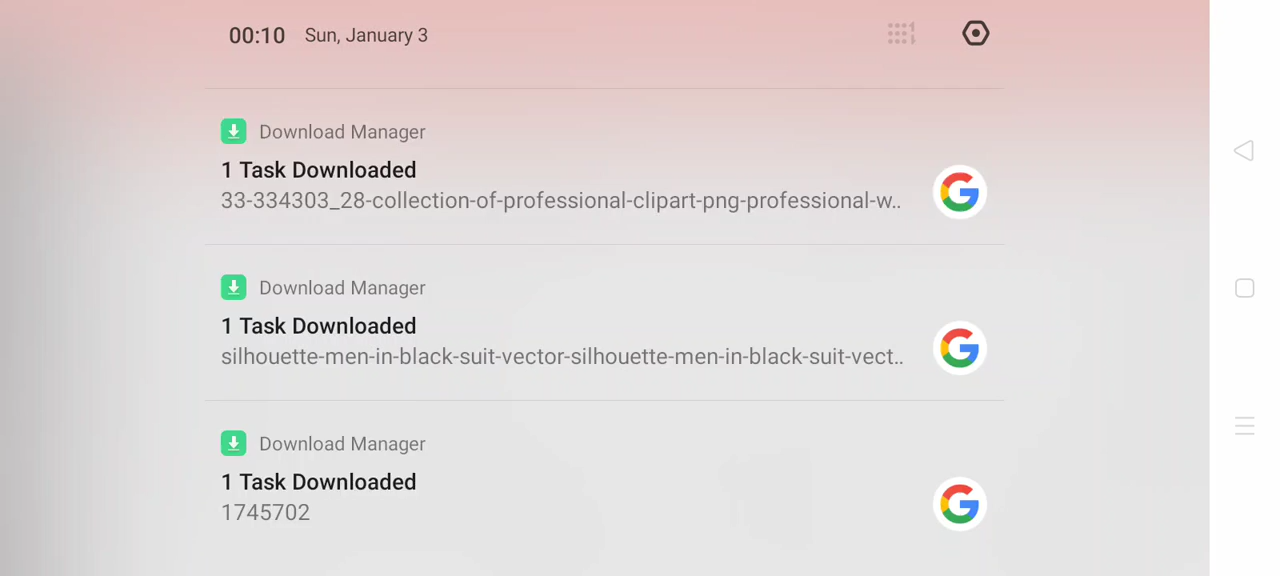 00:10 Sun, January 3
Download Manager
1 Task Downloaded
33-334303_28-collection-of-professional-clipart-png-professional-w..
Download Manager
1 Task Downloaded
silhouette-men-in-black-suit-vector-silhouette-men-in-black-suit-vect..
Download Manager
1 Task Downloaded
1745702